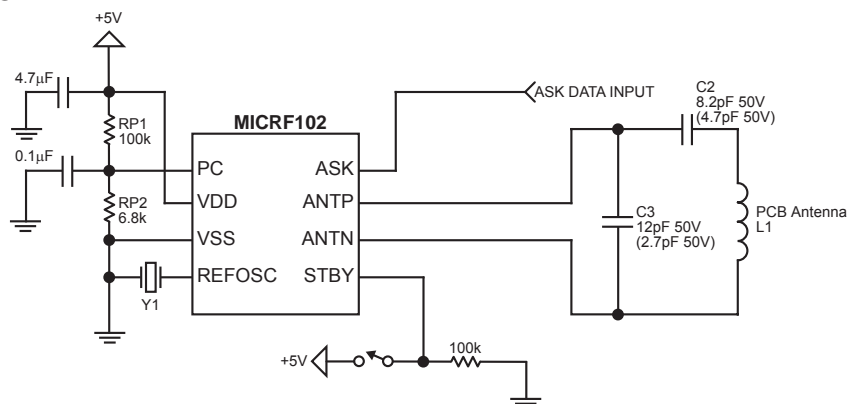 +5V
4.7µF
RP1
100k
0.1µF
RP2
6.8k
Y1
MICRF102
PC
VDD
VSS
REFOSC
ASK
ANTP
ANTN
STBY
ASK DATA INPUT
C2
8.2pF 50V
(4.7pF 50V)
C3
12pF 50V
(2.7pF 50V)
PCB Antenna
L1
+5V
100k